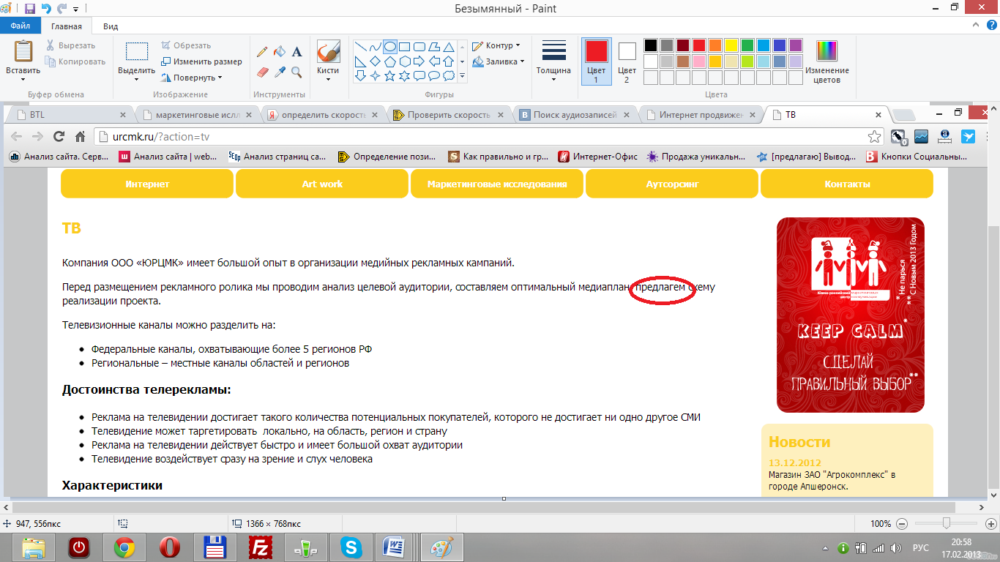 Безымянный - Paint
Файл
Главная
Вид
Вставить
Вырезать
Копировать
Буфер обмена
Выделить
Обрезать
Изменить размер
Повернуть
Изображение
Инструменты
Кисти
Фигуры
Контур
Заливка
Толщина
Цвет 1
Цвет 2
Изменение цветов
Цвета
BTL
маркетинговые иссл
определить скорость
Проверить скорость
Поиск аудиозаписей
Интернет продвижен
ТВ
urcmk.ru/?action=tv
Анализ сайта. Серв...
Анализ сайта | web...
Анализ страниц са...
Определение пози...
Как правильно и гр...
Интернет-Офис
Продажа уникальн...
[предлагаю] Вывод...
Кнопки Социальны...
Интернет
Art work
Маркетинговые исследования
Аутсорсинг
Контакты
ТВ
Компания ООО «ЮРЦМК» имеет большой опыт в организации медийных рекламных кампаний.
Перед размещением рекламного ролика мы проводим анализ целевой аудитории, составляем оптимальный медиаплан, предлагем схему
реализации проекта.
Телевизионные каналы можно разделить на:
Федеральные каналы, охватывающие более 5 регионов РФ
Региональные – местные каналы областей и регионов
Достоинства телерекламы:
Реклама на телевидении достигает такого количества потенциальных покупателей, которого не достигает ни одно другое СМИ
Телевидение может таргетировать локально, на область, регион и страну
Реклама на телевидении действует быстро и имеет большой охват аудитории
Телевидение воздействует сразу на зрение и слух человека
Характеристики
* Не парься
** С Новым 2013 Годом
Южно-российский
центр
маркетинговых
коммуникаций
KEEP CALM*
СДЕЛАЙ
ПРАВИЛЬНЫЙ ВЫБОР**
Новости
13.12.2012
Магазин ЗАО "Агрокомплекс" в
городе Апшеронск.
947, 556пкс
1366 × 768пкс
100%
РУС
20:58
17.02.2013